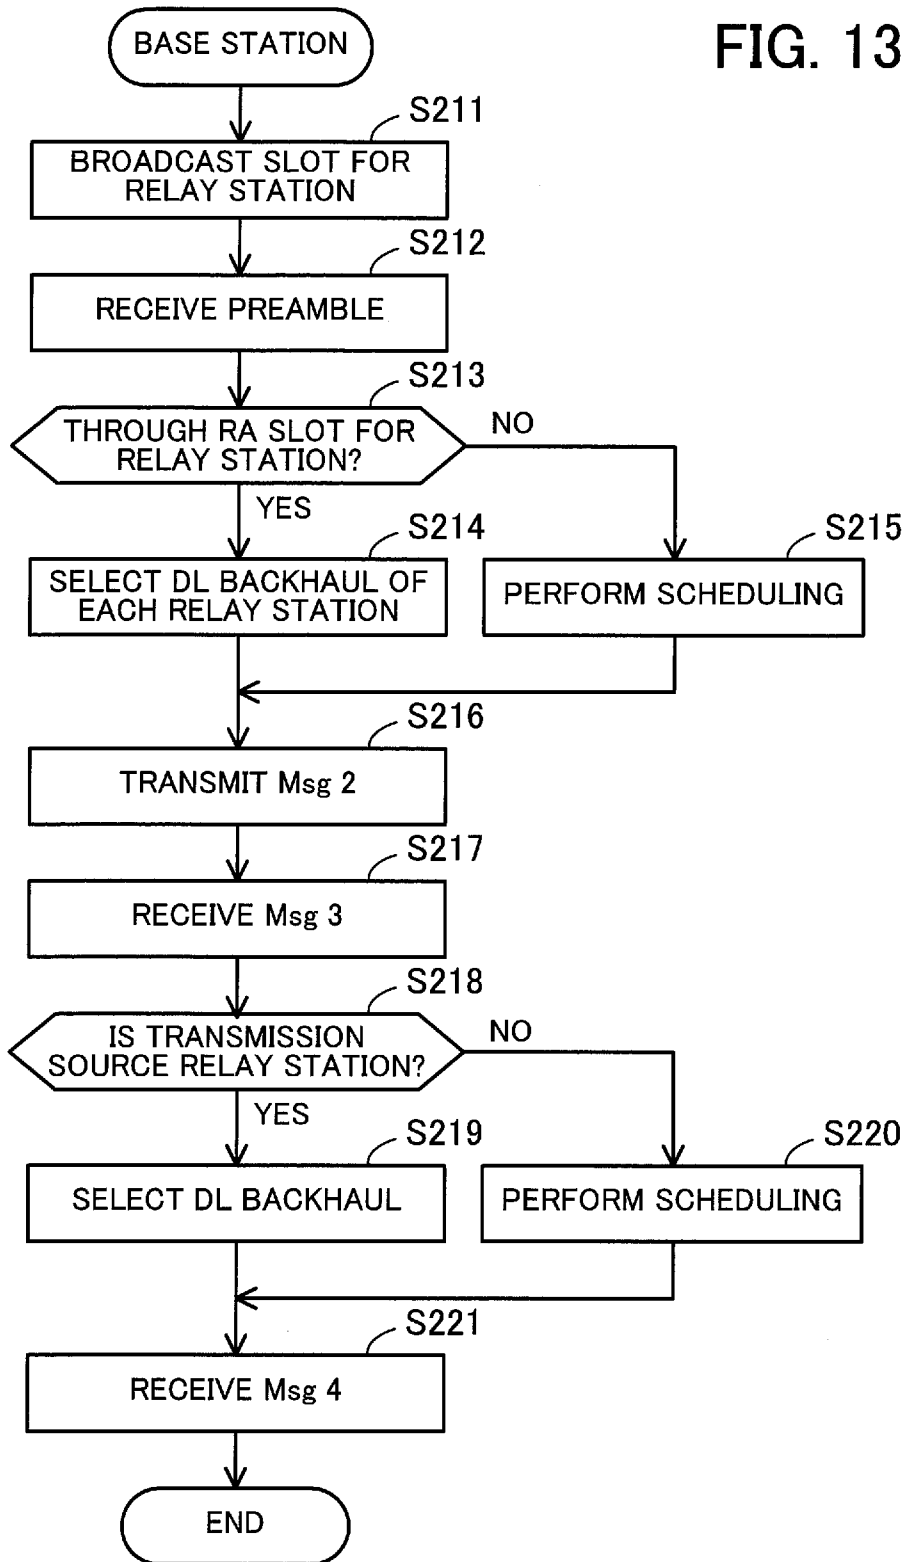 FIG. 13
BASE STATION
S211
BROADCAST SLOT FOR
RELAY STATION
S212
RECEIVE PREAMBLE
S213
THROUGH RA SLOT FOR
RELAY STATION?
NO
YES
S214
SELECT DL BACKHAUL OF
EACH RELAY STATION
S215
PERFORM SCHEDULING
S216
TRANSMIT Msg 2
S217
RECEIVE Msg 3
S218
IS TRANSMISSION
SOURCE RELAY STATION?
NO
YES
S219
SELECT DL BACKHAUL
S220
PERFORM SCHEDULING
S221
RECEIVE Msg 4
END